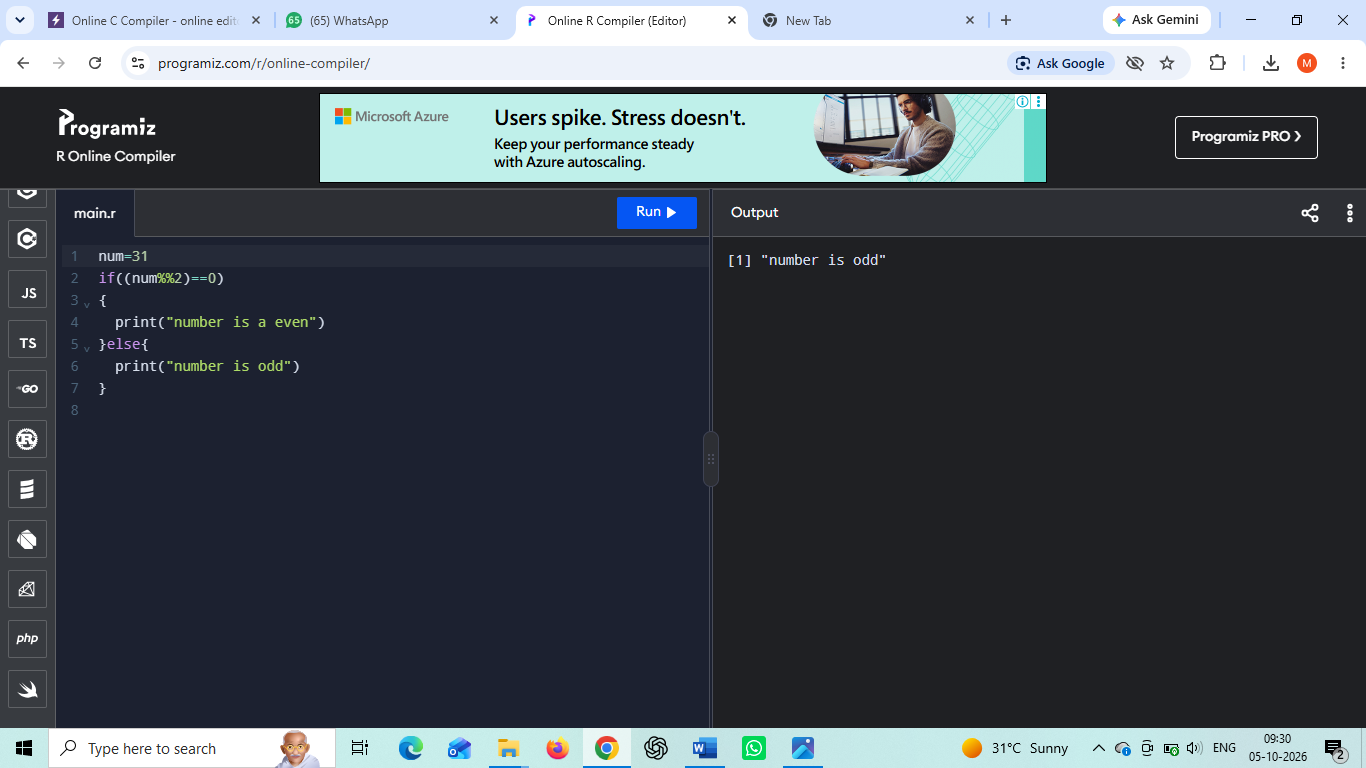 Online C Compiler - online edit
(65) WhatsApp
Online R Compiler (Editor)
New Tab
Ask Gemini
programiz.com/r/online-compiler/
Ask Google
M
Programiz
R Online Compiler
Microsoft Azure
Users spike. Stress doesn't.
Keep your performance steady
with Azure autoscaling.
Programiz PRO >
main.r
Run
Output
JS
TS
GO
php
1 num=31
2 if((num%%2)==0)
3 {
4 print("number is a even")
5 }else{
6 print("number is odd")
7 }
8
[1] "number is odd"
Type here to search
31°C Sunny
ENG
09:30
05-10-2026
2